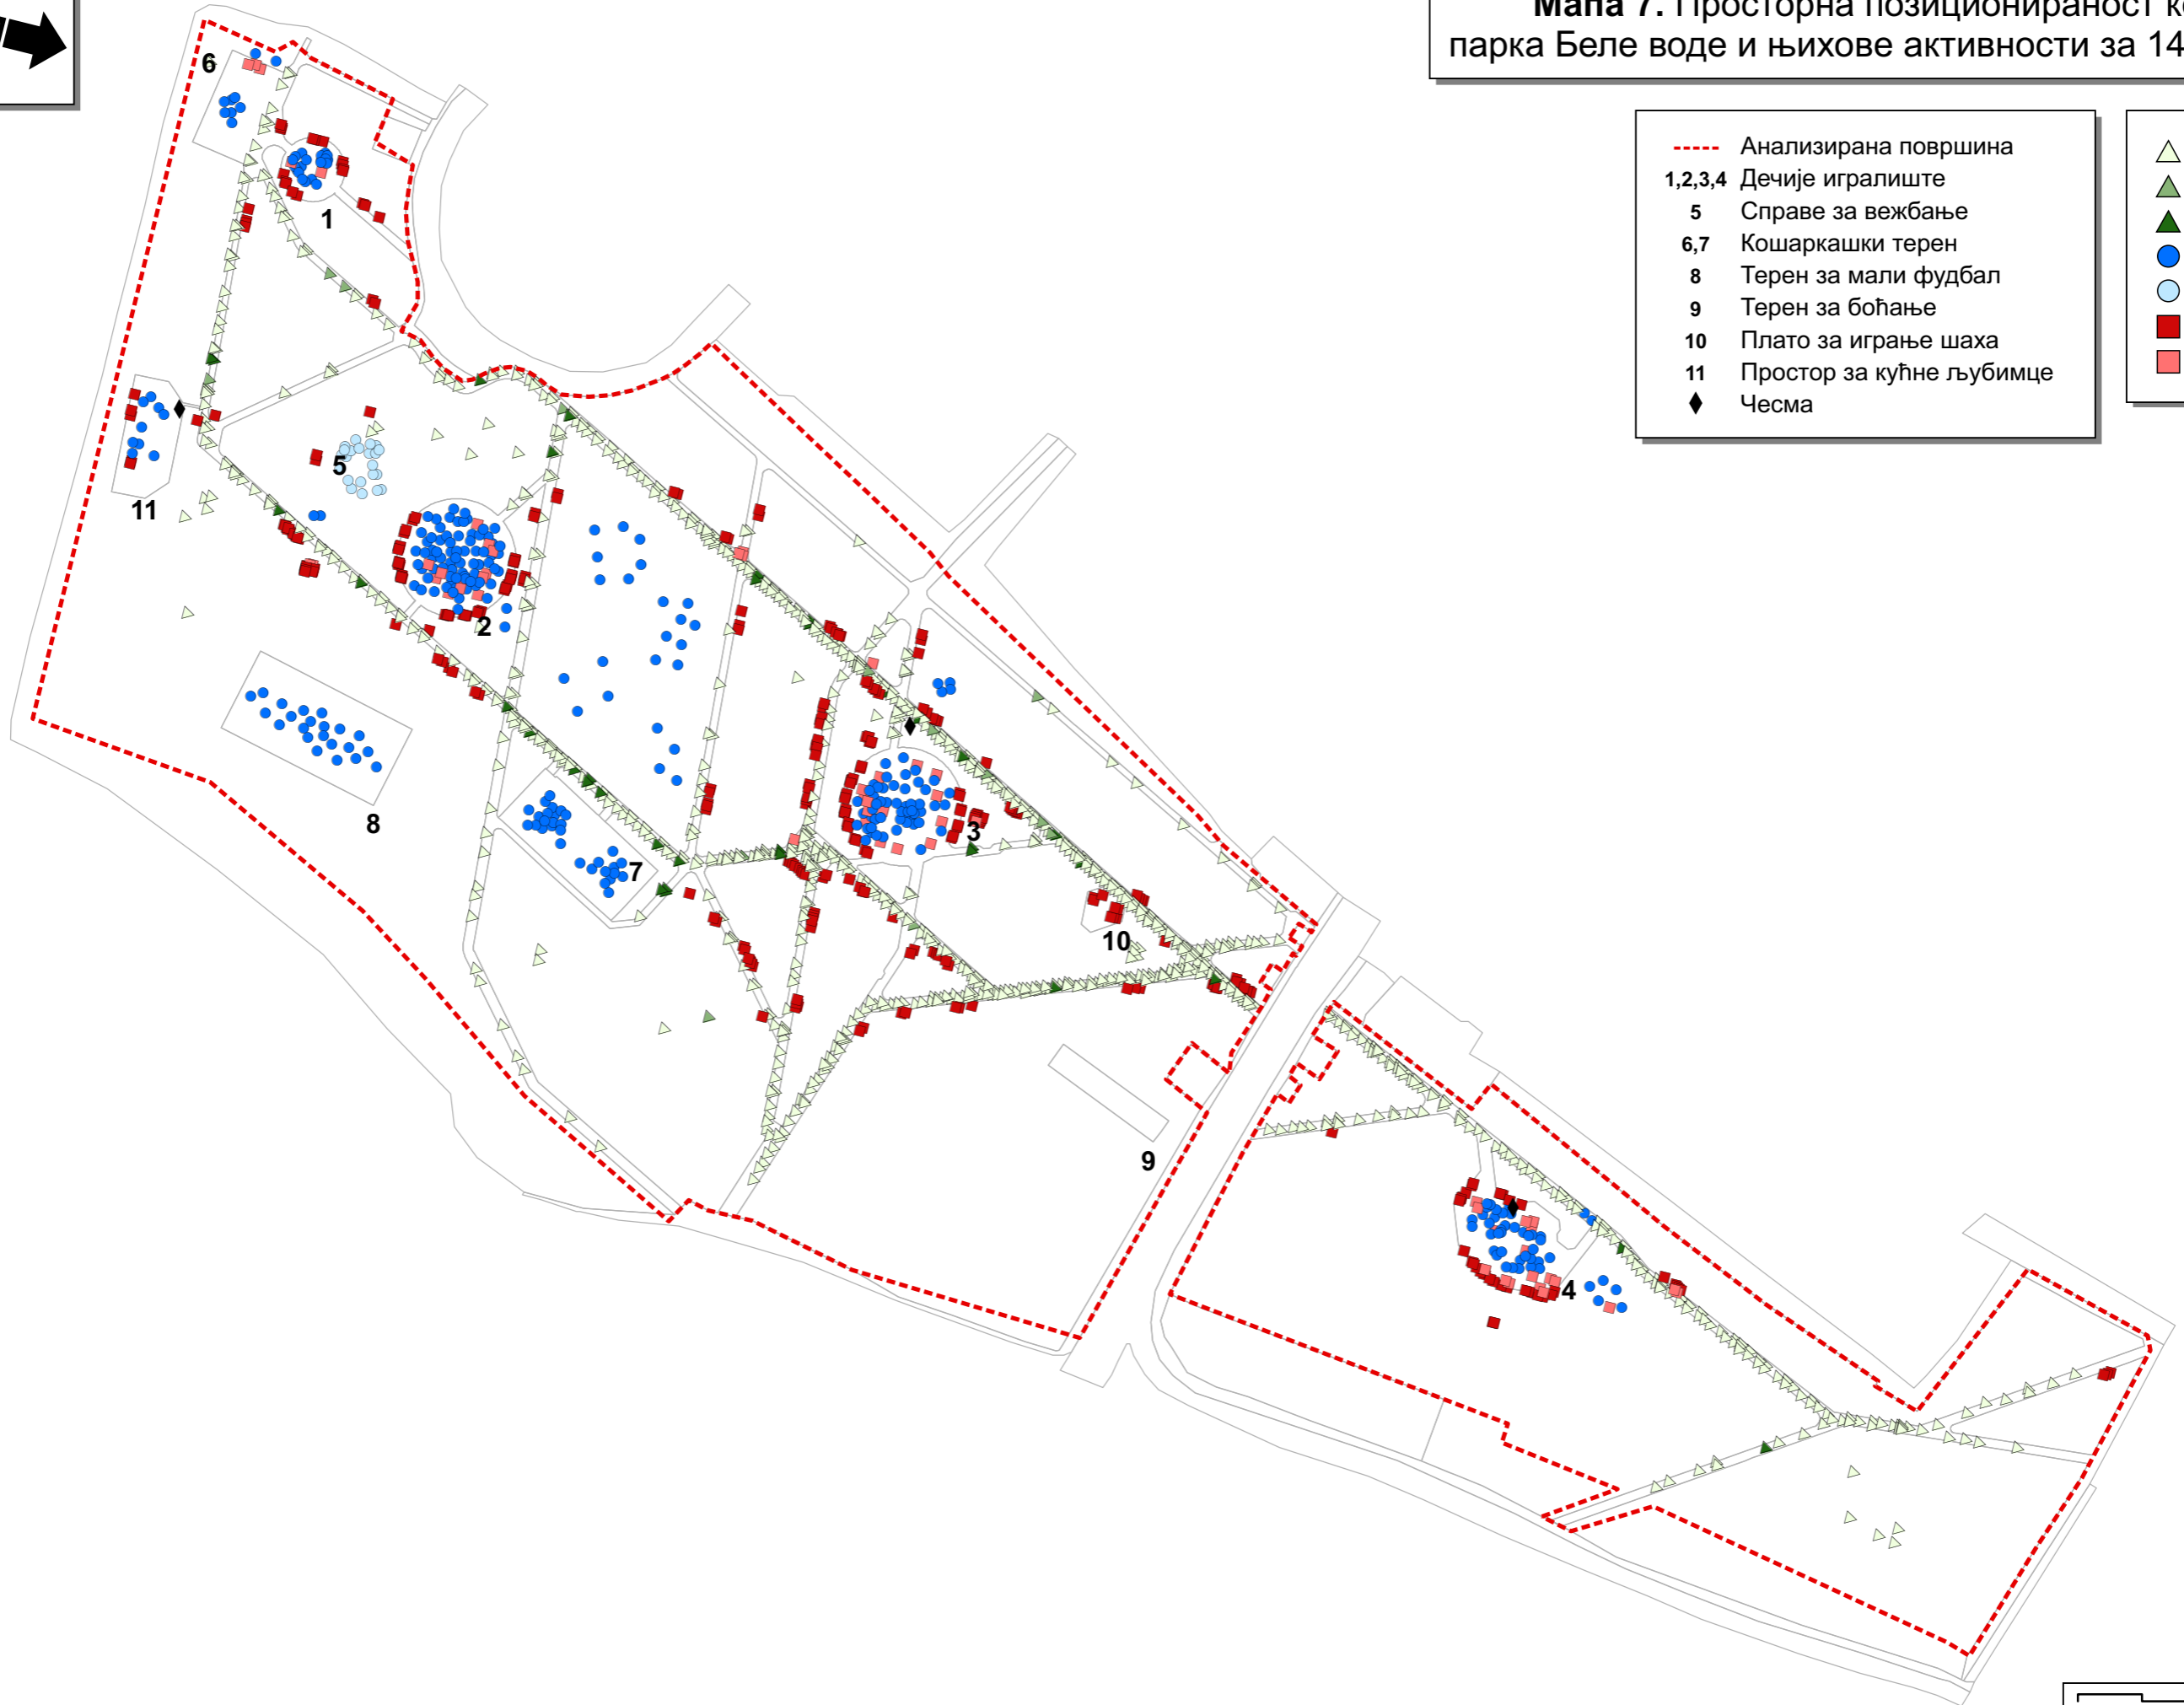 Мапа 7. Просторна позиционираност
парка Беле воде и њихове активности за 14
Анализирана површина
1,2,3,4 Дечије игралиште
5 Справе за вежбање
6,7 Кошаркашки терен
8 Терен за мали фудбал
9 Терен за боћање
10 Плато за играње шаха
11 Простор за кућне љубимце
Чесма
6
1
5
11
2
3
8
7
10
9
4